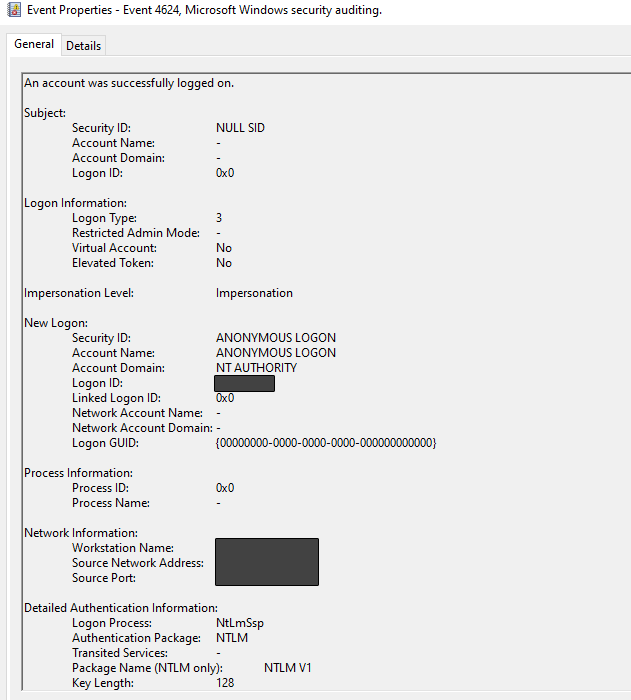 Event Properties - Event 4624, Microsoft Windows security auditing.
General Details
An account was successfully logged on.
Subject:
Security ID: NULL SID
Account Name: -
Account Domain: -
Logon ID: 0x0
Logon Information:
Logon Type: 3
Restricted Admin Mode: -
Virtual Account: No
Elevated Token: No
Impersonation Level: Impersonation
New Logon:
Security ID: ANONYMOUS LOGON
Account Name: ANONYMOUS LOGON
Account Domain: NT AUTHORITY
Logon ID:
Linked Logon ID: 0x0
Network Account Name: -
Network Account Domain: -
Logon GUID: {00000000-0000-0000-0000-000000000000}
Process Information:
Process ID: 0x0
Process Name: -
Network Information:
Workstation Name:
Source Network Address:
Source Port:
Detailed Authentication Information:
Logon Process: NtLmSsp
Authentication Package: NTLM
Transited Services: -
Package Name (NTLM only): NTLM V1
Key Length: 128